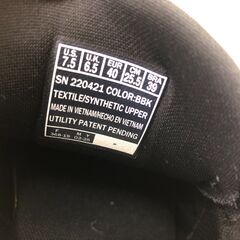 U.S. U.K. EUR CM BRA
7.5 6.5 40 25.5 39
SN 220421 COLOR:BBK
TEXTILE/SYNTHETIC UPPER
MADE IN VIETNAM/HECHO EN VIETNAM
UTILITY PATENT PENDING
F M Y